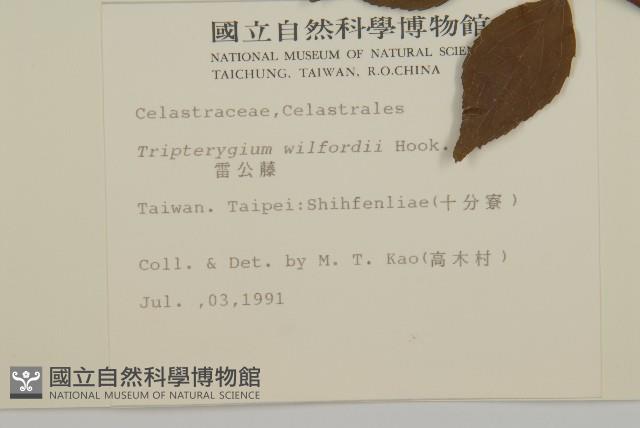 國立自然科學博物館
NATIONAL MUSEUM OF NATURAL
TAICHUNG, TAIWAN, R.O.CHINA
Celastraceae,Celastrales
Tripterygium wilfordii Hook.
雷公藤
Taiwan. Taipei:Shihfenliae(十分寮)
Coll. & Det. by M. T. Kao(高木村)
Jul. ,03,1991
國立自然科學博物館
NATIONAL MUSEUM OF NATURAL SCIENCE